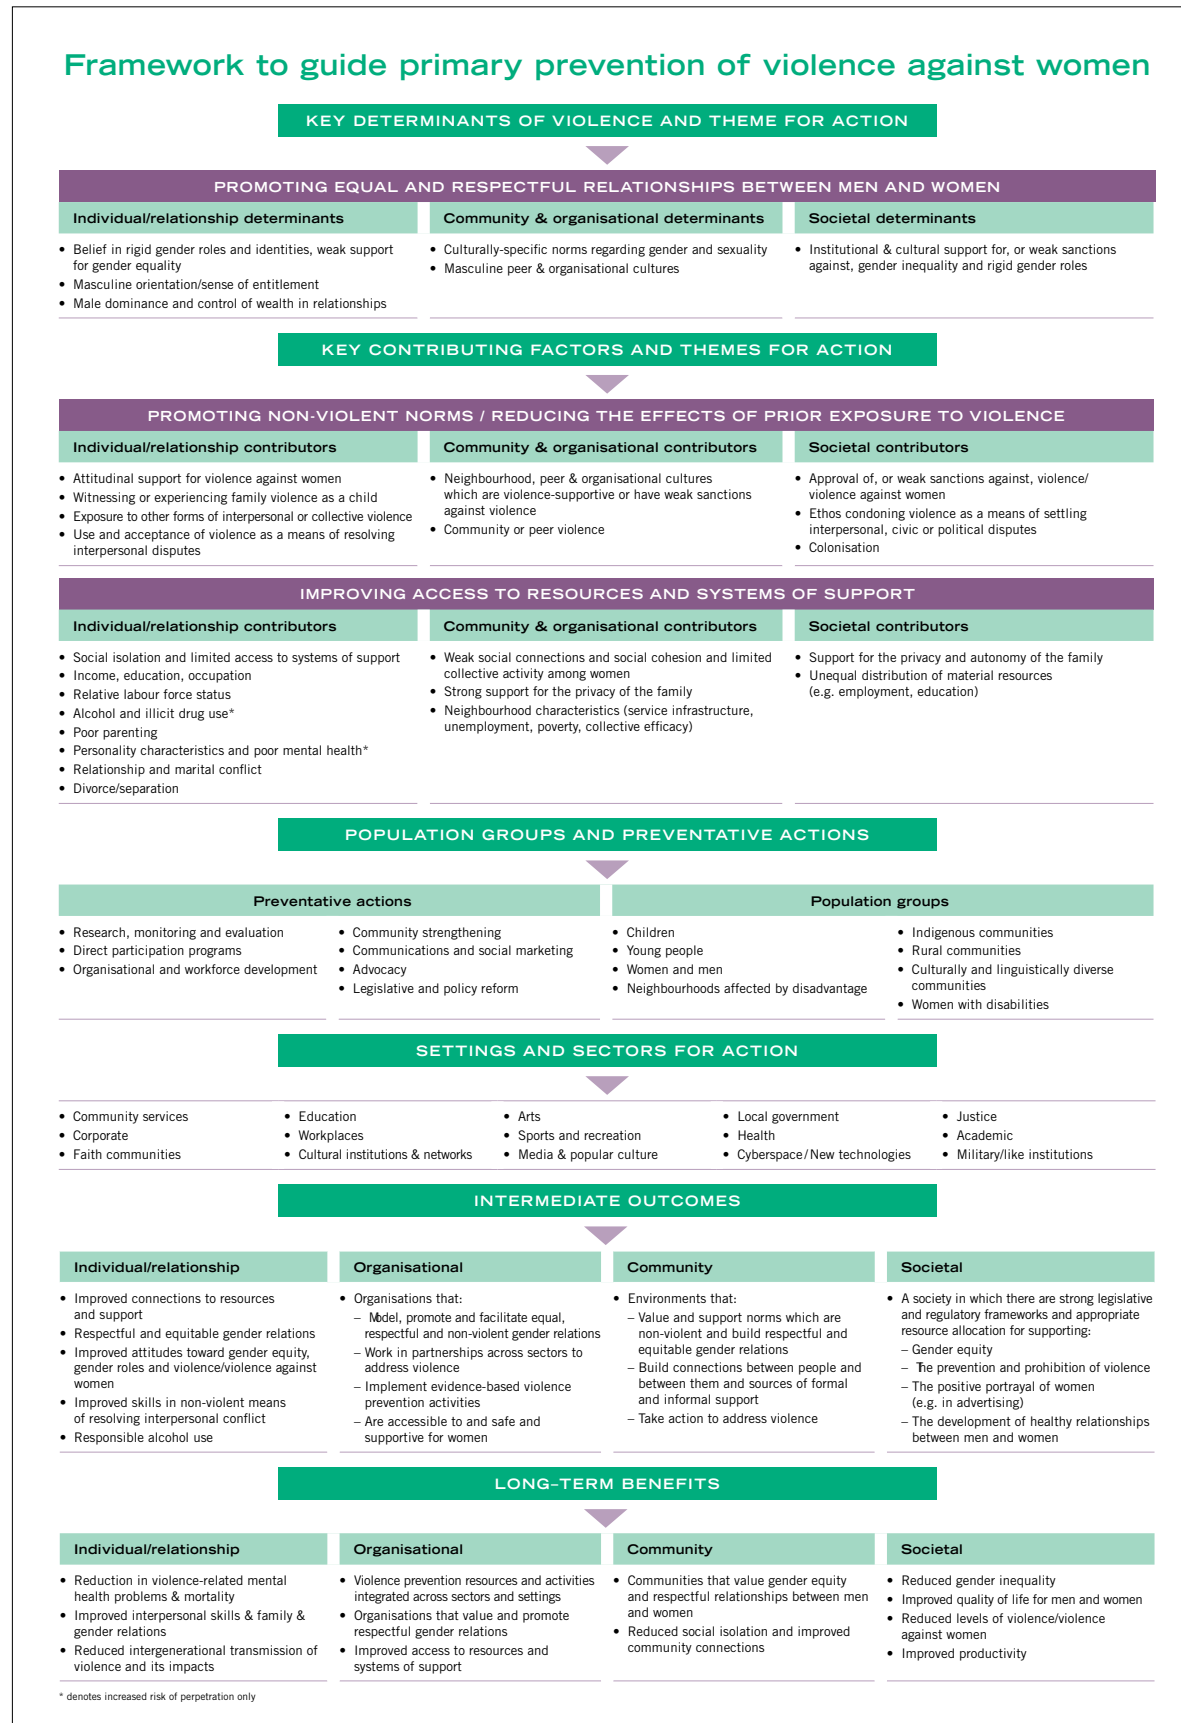 Framework to guide primary prevention of violence against women
KEY DETERMINANTS OF VIOLENCE AND THEME FOR ACTION
PROMOTING EQUAL AND RESPECTFUL RELATIONSHIPS BETWEEN MEN AND WOMEN
Individual/relationship determinants
• Belief in rigid gender roles and identities, weak support
for gender equality
• Masculine orientation/sense of entitlement
• Male dominance and control of wealth in relationships
Community & organisational determinants
• Culturally-specific norms regarding gender and sexuality
• Masculine peer & organisational cultures
Societal determinants
• Institutional & cultural support for, or weak sanctions
against, gender inequality and rigid gender roles
KEY CONTRIBUTING FACTORS AND THEMES FOR ACTION
PROMOTING NON-VIOLENT NORMS / REDUCING THE EFFECTS OF PRIOR EXPOSURE TO VIOLENCE
Individual/relationship contributors
• Attitudinal support for violence against women
• Witnessing or experiencing family violence as a child
• Exposure to other forms of interpersonal or collective violence
• Use and acceptance of violence as a means of resolving
interpersonal disputes
Community & organisational contributors
• Neighbourhood, peer & organisational cultures
which are violence-supportive or have weak sanctions
against violence
• Community or peer violence
Societal contributors
• Approval of, or weak sanctions against, violence/
violence against women
• Ethos condoning violence as a means of settling
interpersonal, civic or political disputes
• Colonisation
IMPROVING ACCESS TO RESOURCES AND SYSTEMS OF SUPPORT
Individual/relationship contributors
• Social isolation and limited access to systems of support
• Income, education, occupation
• Relative labour force status
• Alcohol and illicit drug use*
• Poor parenting
• Personality characteristics and poor mental health*
• Relationship and marital conflict
• Divorce/separation
Community & organisational contributors
• Weak social connections and social cohesion and limited
collective activity among women
• Strong support for the privacy of the family
• Neighbourhood characteristics (service infrastructure,
unemployment, poverty, collective efficacy)
Societal contributors
• Support for the privacy and autonomy of the family
• Unequal distribution of material resources
(e.g. employment, education)
POPULATION GROUPS AND PREVENTATIVE ACTIONS
Preventative actions
• Research, monitoring and evaluation
• Direct participation programs
• Organisational and workforce development
• Community strengthening
• Communications and social marketing
• Advocacy
• Legislative and policy reform
Population groups
• Children
• Young people
• Women and men
• Neighbourhoods affected by disadvantage
• Indigenous communities
• Rural communities
• Culturally and linguistically diverse
communities
• Women with disabilities
SETTINGS AND SECTORS FOR ACTION
• Community services
• Corporate
• Faith communities
• Education
• Workplaces
• Cultural institutions & networks
• Arts
• Sports and recreation
• Media & popular culture
• Local government
• Health
• Cyberspace/New technologies
• Justice
• Academic
• Military/like institutions
INTERMEDIATE OUTCOMES
Individual/relationship
• Improved connections to resources
and support
• Respectful and equitable gender relations
• Improved attitudes toward gender equity,
gender roles and violence/violence against
women
• Improved skills in non-violent means
of resolving interpersonal conflict
• Responsible alcohol use
Organisational
• Organisations that:
– Model, promote and facilitate equal,
respectful and non-violent gender relations
– Work in partnerships across sectors to
address violence
– Implement evidence-based violence
prevention activities
– Are accessible to and safe and
supportive for women
Community
• Environments that:
– Value and support norms which are
non-violent and build respectful and
equitable gender relations
– Build connections between people and
between them and sources of formal
and informal support
– Take action to address violence
Societal
• A society in which there are strong legislative
and regulatory frameworks and appropriate
resource allocation for supporting:
– Gender equity
– The prevention and prohibition of violence
– The positive portrayal of women
(e.g. in advertising)
– The development of healthy relationships
between men and women
LONG–TERM BENEFITS
Individual/relationship
• Reduction in violence-related mental
health problems & mortality
• Improved interpersonal skills & family &
gender relations
• Reduced intergenerational transmission of
violence and its impacts
Organisational
• Violence prevention resources and activities
integrated across sectors and settings
• Organisations that value and promote
respectful gender relations
• Improved access to resources and
systems of support
Community
• Communities that value gender equity
and respectful relationships between men
and women
• Reduced social isolation and improved
community connections
Societal
• Reduced gender inequality
• Improved quality of life for men and women
• Reduced levels of violence/violence
against women
• Improved productivity
* denotes increased risk of perpetration only